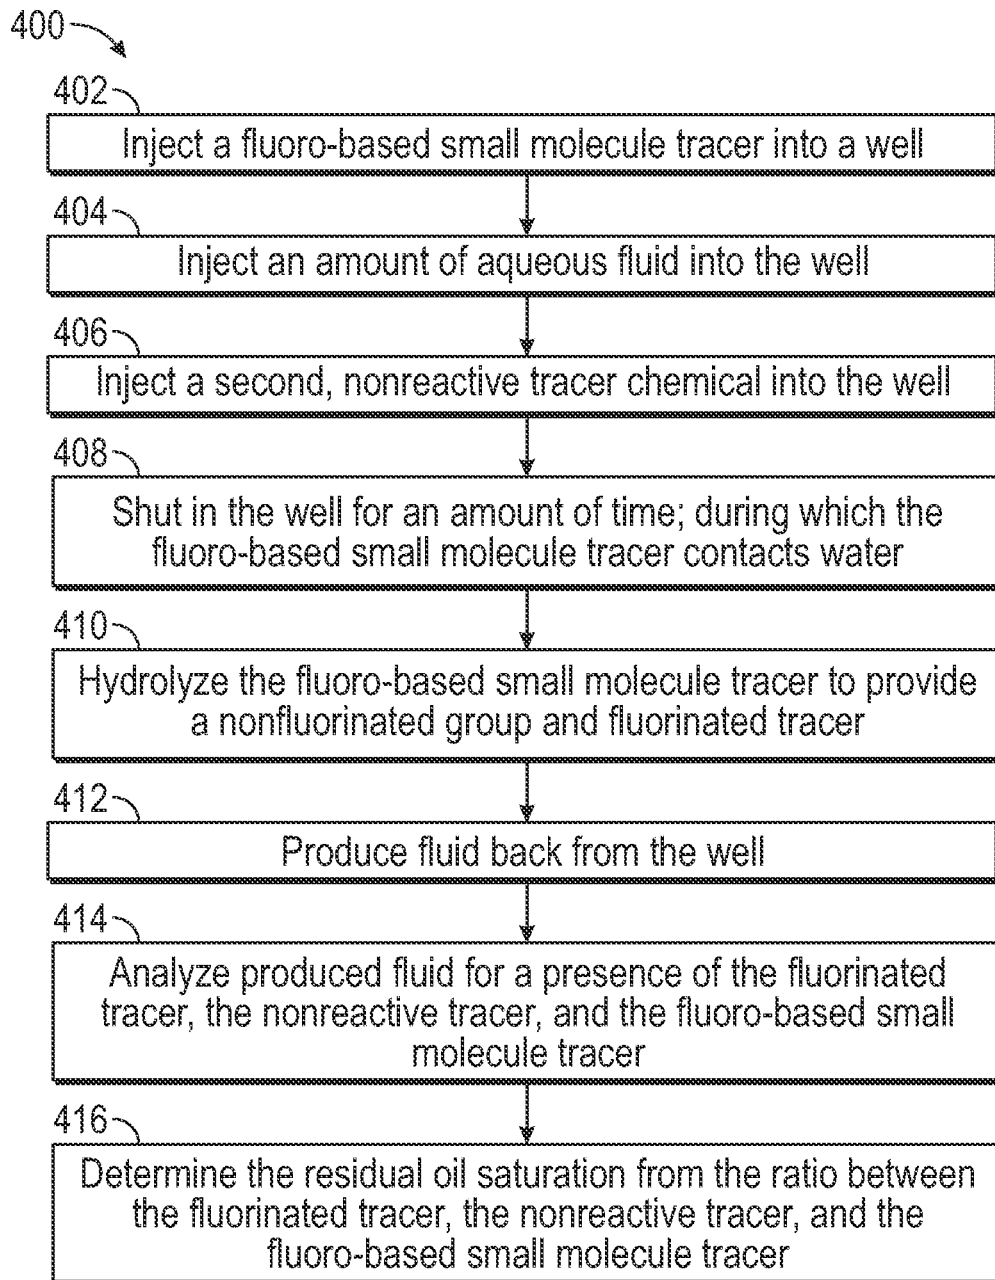 400
402
Inject a fluoro-based small molecule tracer into a well
404
Inject an amount of aqueous fluid into the well
406
Inject a second, nonreactive tracer chemical into the well
408
Shut in the well for an amount of time; during which the
fluoro-based small molecule tracer contacts water
410
Hydrolyze the fluoro-based small molecule tracer to provide
a nonfluorinated group and fluorinated tracer
412
Produce fluid back from the well
414
Analyze produced fluid for a presence of the fluorinated
tracer, the nonreactive tracer, and the fluoro-based small
molecule tracer
416
Determine the residual oil saturation from the ratio between
the fluorinated tracer, the nonreactive tracer, and the
fluoro-based small molecule tracer